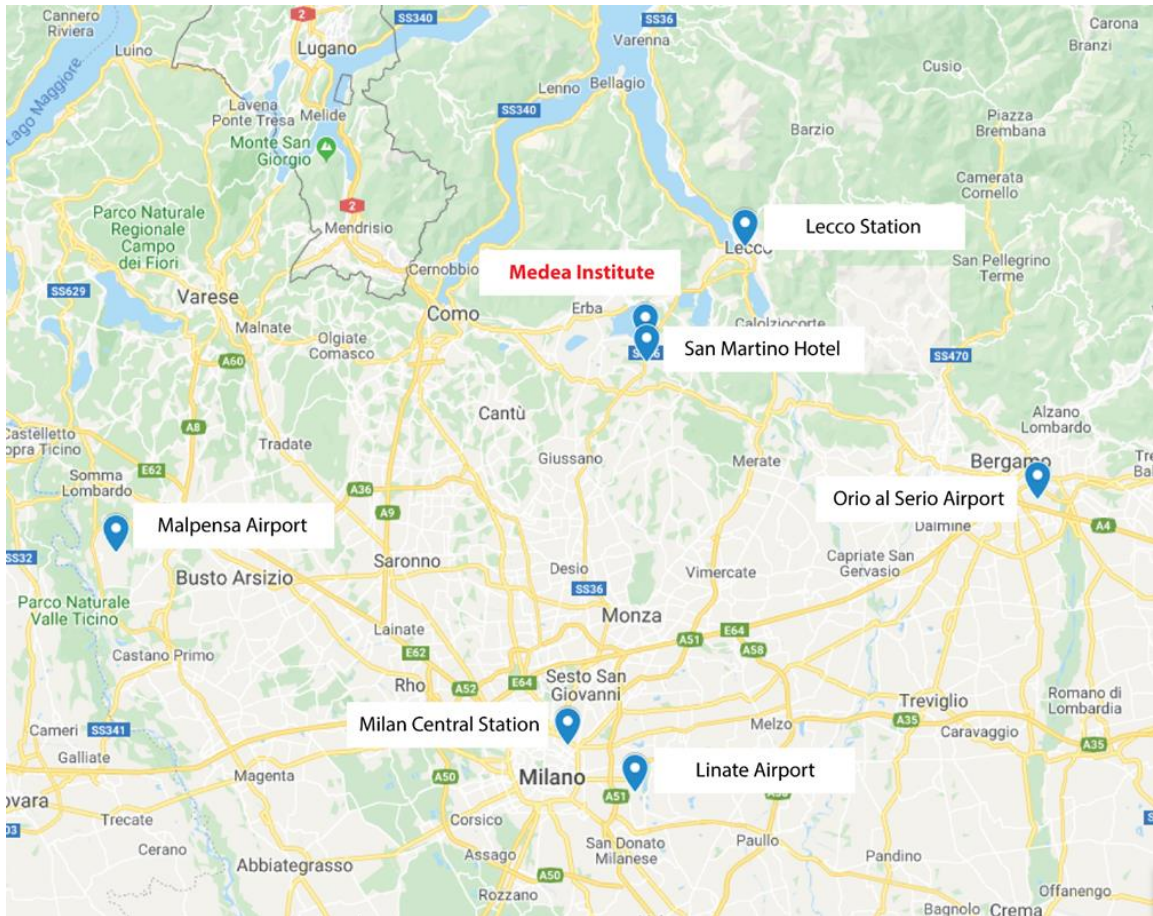 Cannero
Riviera
Luino
2
Lugano
SS340
SS36
Varenna
Carona
Branzi
Cusio
Lago Maggiore
Lavena
Ponte Tresa
Melide
Lenno
Bellagio
SS340
Barzio
Piazza
Brembana
Monte San
Giorgio
Camerata
Cornello
Parco Naturale
Regionale
Campo
dei Fiori
2
Mendrisio
Lecco Station
Lecco
San Pellegrino
Terme
Cernobbio
Medea Institute
SS629
Varese
Como
Erba
Malnate
Olgiate
Comasco
Calolziocorte
San Martino Hotel
A60
SS470
Cantù
Alzano
Lombardo
A8
Castelletto
opra Ticino
Tradate
Giussano
Merate
Bergamo
E62
Somma
Lombardo
A36
Orio al Serio Airport
Malpensa Airport
A9
Dalmine
A4
SS32
Saronno
Desio
Vimercate
Capriate San
Gervasio
Busto Arsizio
SS36
Parco Naturale
Valle Ticino
Monza
Lainate
E62
A51
E64
A58
Castano Primo
Rho
A52
E64
Sesto San
Giovanni
Treviglio
Romano di
Lombardia
Cameri
SS341
Milan Central Station
Melzo
A35
Caravaggio
A35
Galliate
Magenta
A50
Milano
Linate Airport
A51
ovara
Trecate
Corsico
San Donato
Milanese
Paullo
03
Cerano
Abbiategrasso
Assago
Pandino
A50
Rozzano
Offanengo
Bagnolo
Crema